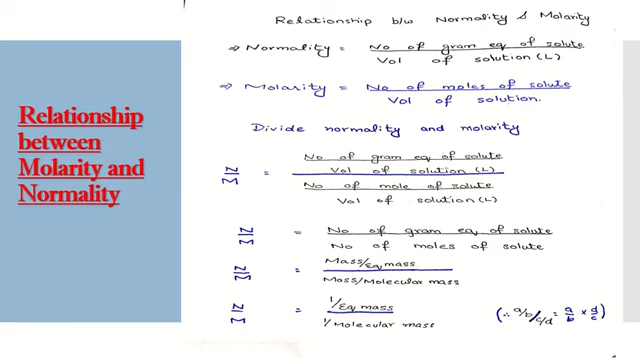 Relationship
between
Molarity and
Normality
Relationship b/w Normality & Molarity
⇒ Normality = No of gram eq of solute / Vol of solution (L)
⇒ Molarity = No of moles of solute / Vol of solution.
Divide normality and molarity
N/M = No of gram eq of solute / Vol of solution (L) / No of mole of solute / Vol of solution (L)
N/M = No of gram eq of solute / No of moles of solute
N/M = Mass/Eq mass / Mass/Molecular mass
N/M = 1/Eq mass / 1/Molecular mass (∵ a/b/c/d = a/b × d/c)